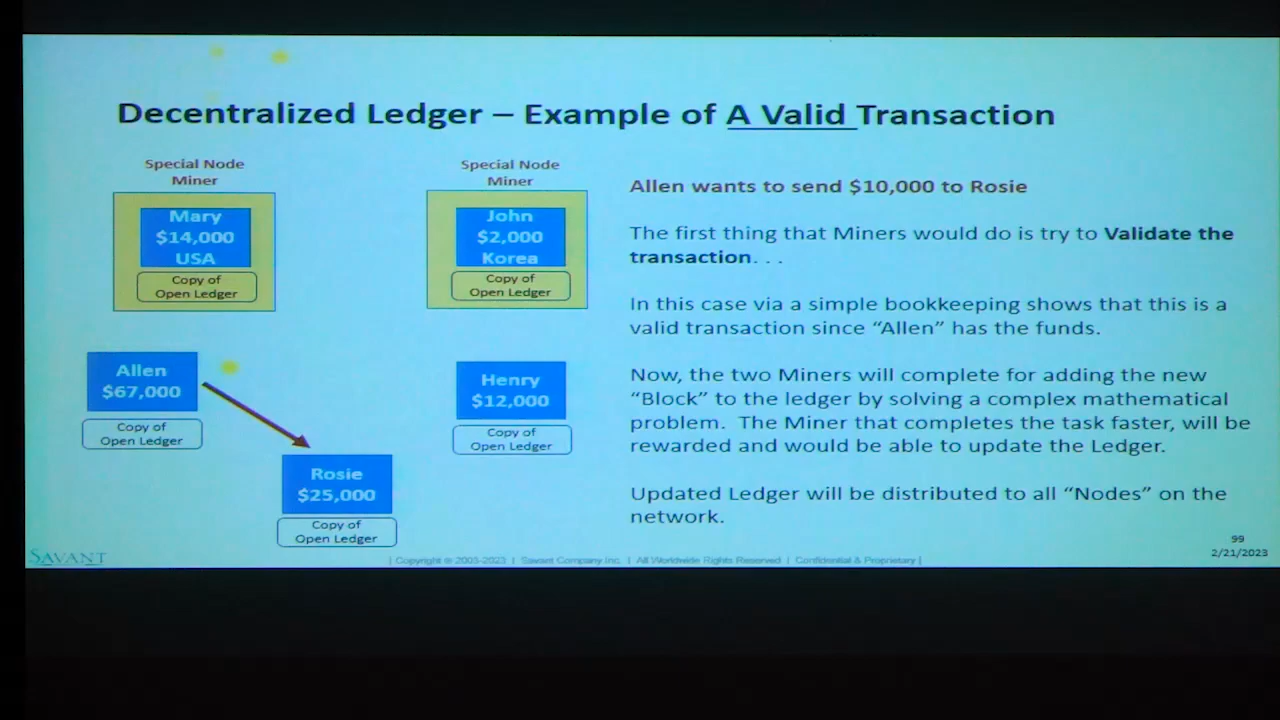 Decentralized Ledger – Example of A Valid Transaction
Special Node
Miner
Mary
$14,000
USA
Copy of
Open Ledger
Special Node
Miner
John
$2,000
Korea
Copy of
Open Ledger
Allen
$67,000
Copy of
Open Ledger
Henry
$12,000
Copy of
Open Ledger
Rosie
$25,000
Copy of
Open Ledger
Allen wants to send $10,000 to Rosie
The first thing that Miners would do is try to Validate the
transaction. . .
In this case via a simple bookkeeping shows that this is a
valid transaction since “Allen” has the funds.
Now, the two Miners will complete for adding the new
“Block” to the ledger by solving a complex mathematical
problem. The Miner that completes the task faster, will be
rewarded and would be able to update the Ledger.
Updated Ledger will be distributed to all “Nodes” on the
network.
SAVANT
| Copyright © 2003-2023 | Savant Company Inc. | All Worldwide Rights Reserved | Confidential & Proprietary |
99
2/21/2023